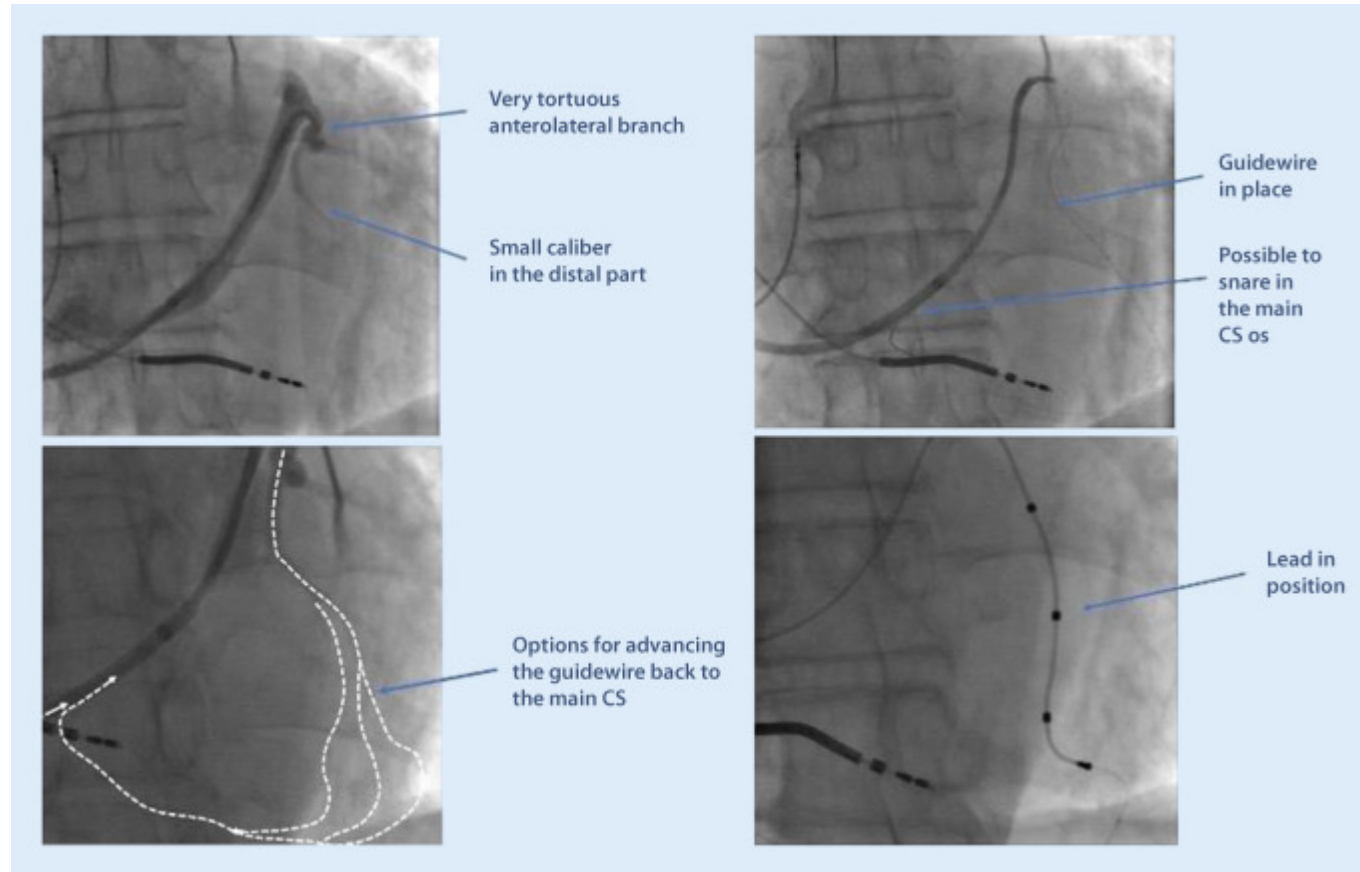 Very tortuous
anterolateral branch
Small caliber
in the distal part
Guidewire
in place
Possible to
snare in
the main
CS os
Options for advancing
the guidewire back to
the main CS
Lead in
position